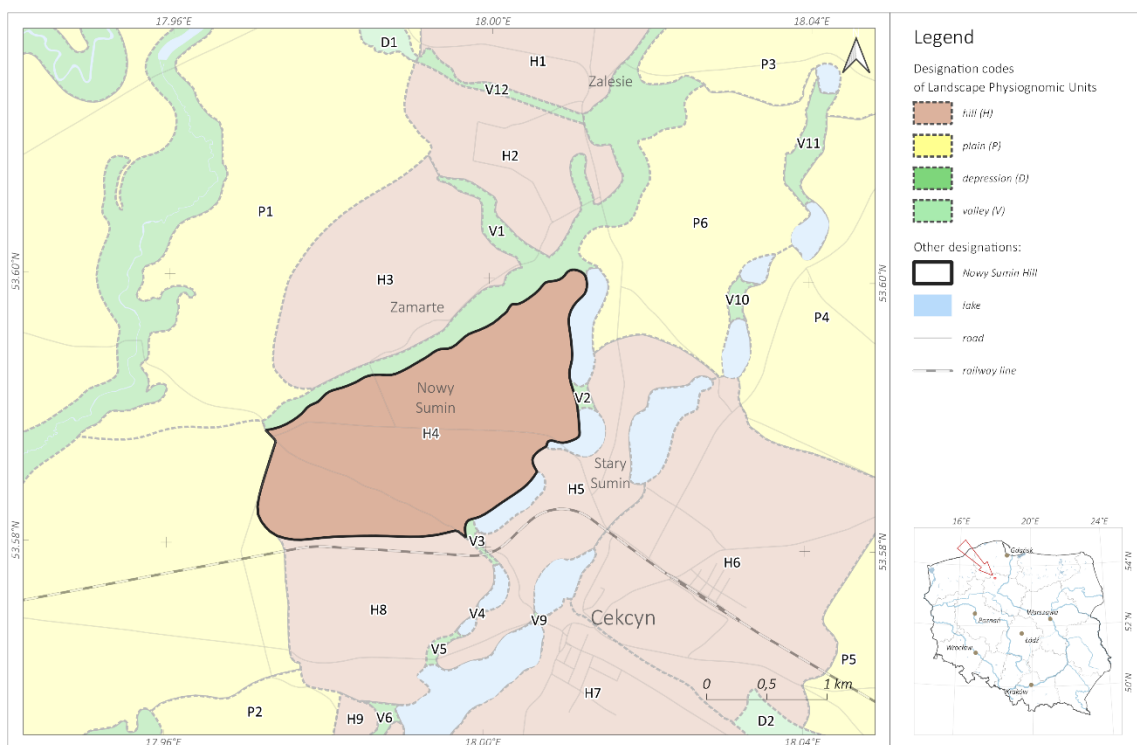 17.96°E
18.00°E
18.04°E
D1
H1
P3
Zalesie
V12
V11
H2
P1
V1
P6
53.60°N
H3
53.60°N
V10
Zamarte
P4
Nowy
Sumin
V2
H4
Stary
Sumin
H5
53.58°N
V3
53.58°N
H6
H8
V4
V9
Cekcyn
V5
P5
0
0,5
1 km
P2
H9
V6
H7
D2
17.96°E
18.00°E
18.04°E
Legend
Designation codes
of Landscape Physiognomic Units
hill (H)
plain (P)
depression (D)
valley (V)
Other designations:
Nowy Sumin Hill
lake
road
railway line
16°E
20°E
24°E
Gdańsk
54°N
Warszawa
Poznań
52°N
Łódź
Wrocław
50°N
Kraków